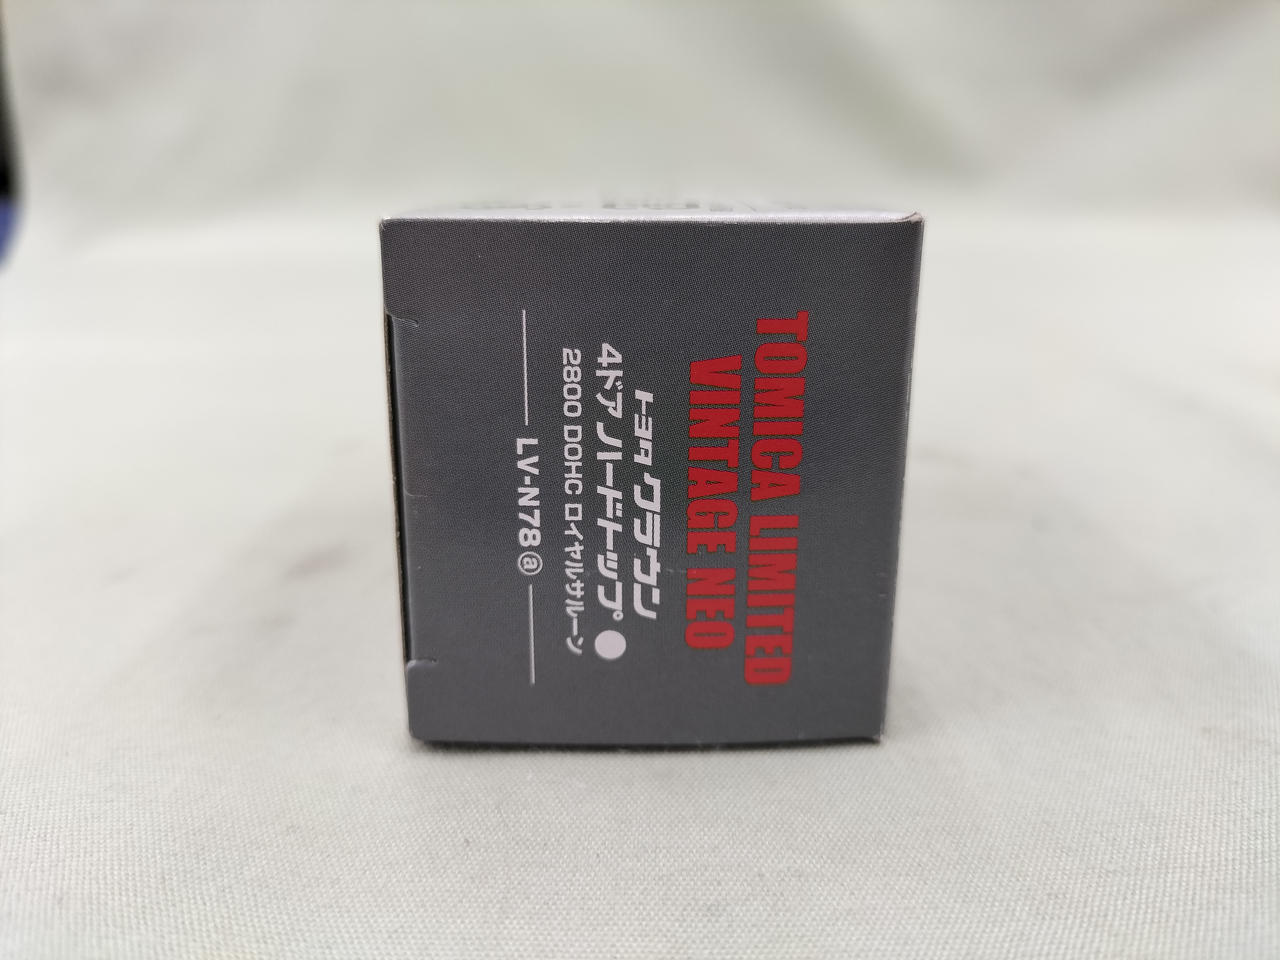 TOMICA LIMITED
VINTAGE NEO
トヨタ クラウン
4ドア ハードトップ
2800 DOHC ロイヤルサルーン
LV-N78ⓐ